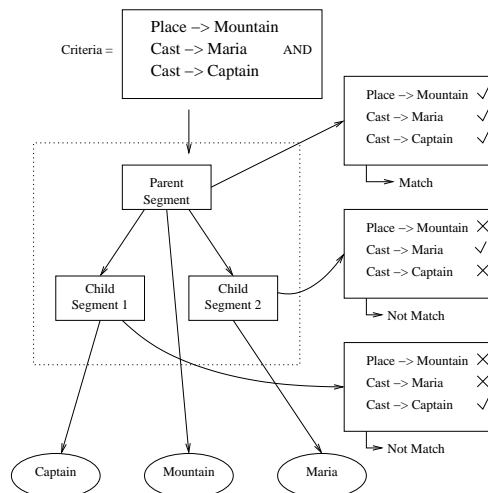 Criteria =
Place -> Mountain
Cast -> Maria AND
Cast -> Captain
Place -> Mountain
Cast -> Maria
Cast -> Captain
Match
Parent
Segment
Place -> Mountain
Cast -> Maria
Cast -> Captain
Not Match
Child
Segment 1
Child
Segment 2
Place -> Mountain
Cast -> Maria
Cast -> Captain
Not Match
Captain
Mountain
Maria